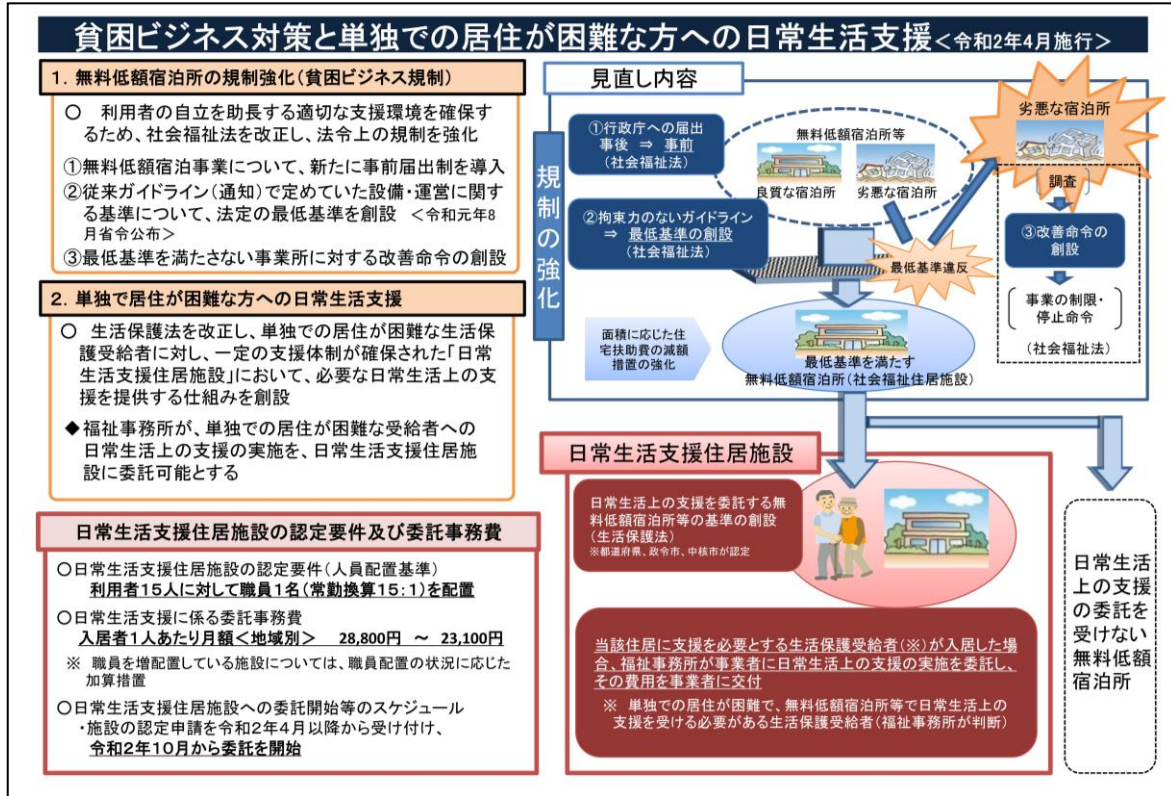 貧困ビジネス対策と単独での居住が困難な方への日常生活支援<令和2年4月施行>
1．無料低額宿泊所の規制強化（貧困ビジネス規制）
○　利用者の自立を助長する適切な支援環境を確保す
るため、社会福祉法を改正し、法令上の規制を強化
①無料低額宿泊事業について、新たに事前届出制を導入
②従来ガイドライン（通知）で定めていた設備・運営に関す
る基準について、法定の最低基準を創設　<令和元年8
月省令公布>
③最低基準を満たさない事業所に対する改善命令の創設
2．単独で居住が困難な方への日常生活支援
○　生活保護法を改正し、単独での居住が困難な生活保
護受給者に対し、一定の支援体制が確保された「日常
生活支援住居施設」において、必要な日常生活上の支
援を提供する仕組みを創設
◆福祉事務所が、単独での居住が困難な受給者への
日常生活上の支援の実施を、日常生活支援住居施
設に委託可能とする
日常生活支援住居施設の認定要件及び委託事務費
○日常生活支援住居施設の認定要件（人員配置基準）
利用者15人に対して職員1名（常勤換算15：1）を配置
○日常生活支援に係る委託事務費
入居者1人あたり月額<地域別>　28,800円　～　23,100円
※　職員を増配置している施設については、職員配置の状況に応じた
加算措置
○日常生活支援住居施設への委託開始等のスケジュール
・施設の認定申請を令和2年4月以降から受け付け、
令和2年10月から委託を開始
見直し内容
規制の強化
①行政庁への届出
事後　⇒　事前
（社会福祉法）
②拘束力のないガイドライン
⇒　最低基準の創設
（社会福祉法）
無料低額宿泊所等
良質な宿泊所
劣悪な宿泊所
最低基準違反
劣悪な宿泊所
調査
③改善命令の
創設
事業の制限・
停止命令
（社会福祉法）
面積に応じた住
宅扶助費の減額
措置の強化
最低基準を満たす
無料低額宿泊所（社会福祉住居施設）
日常生活支援住居施設
日常生活上の支援を委託する無
料低額宿泊所等の基準の創設
（生活保護法）
※都道府県、政令市、中核市が認定
当該住居に支援を必要とする生活保護受給者（※）が入居した場
合、福祉事務所が事業者に日常生活上の支援の実施を委託し、
その費用を事業者に交付
※　単独での居住が困難で、無料低額宿泊所等で日常生活上の
支援を受ける必要がある生活保護受給者（福祉事務所が判断）
日常生活
上の支援
の委託を
受けない
無料低額
宿泊所